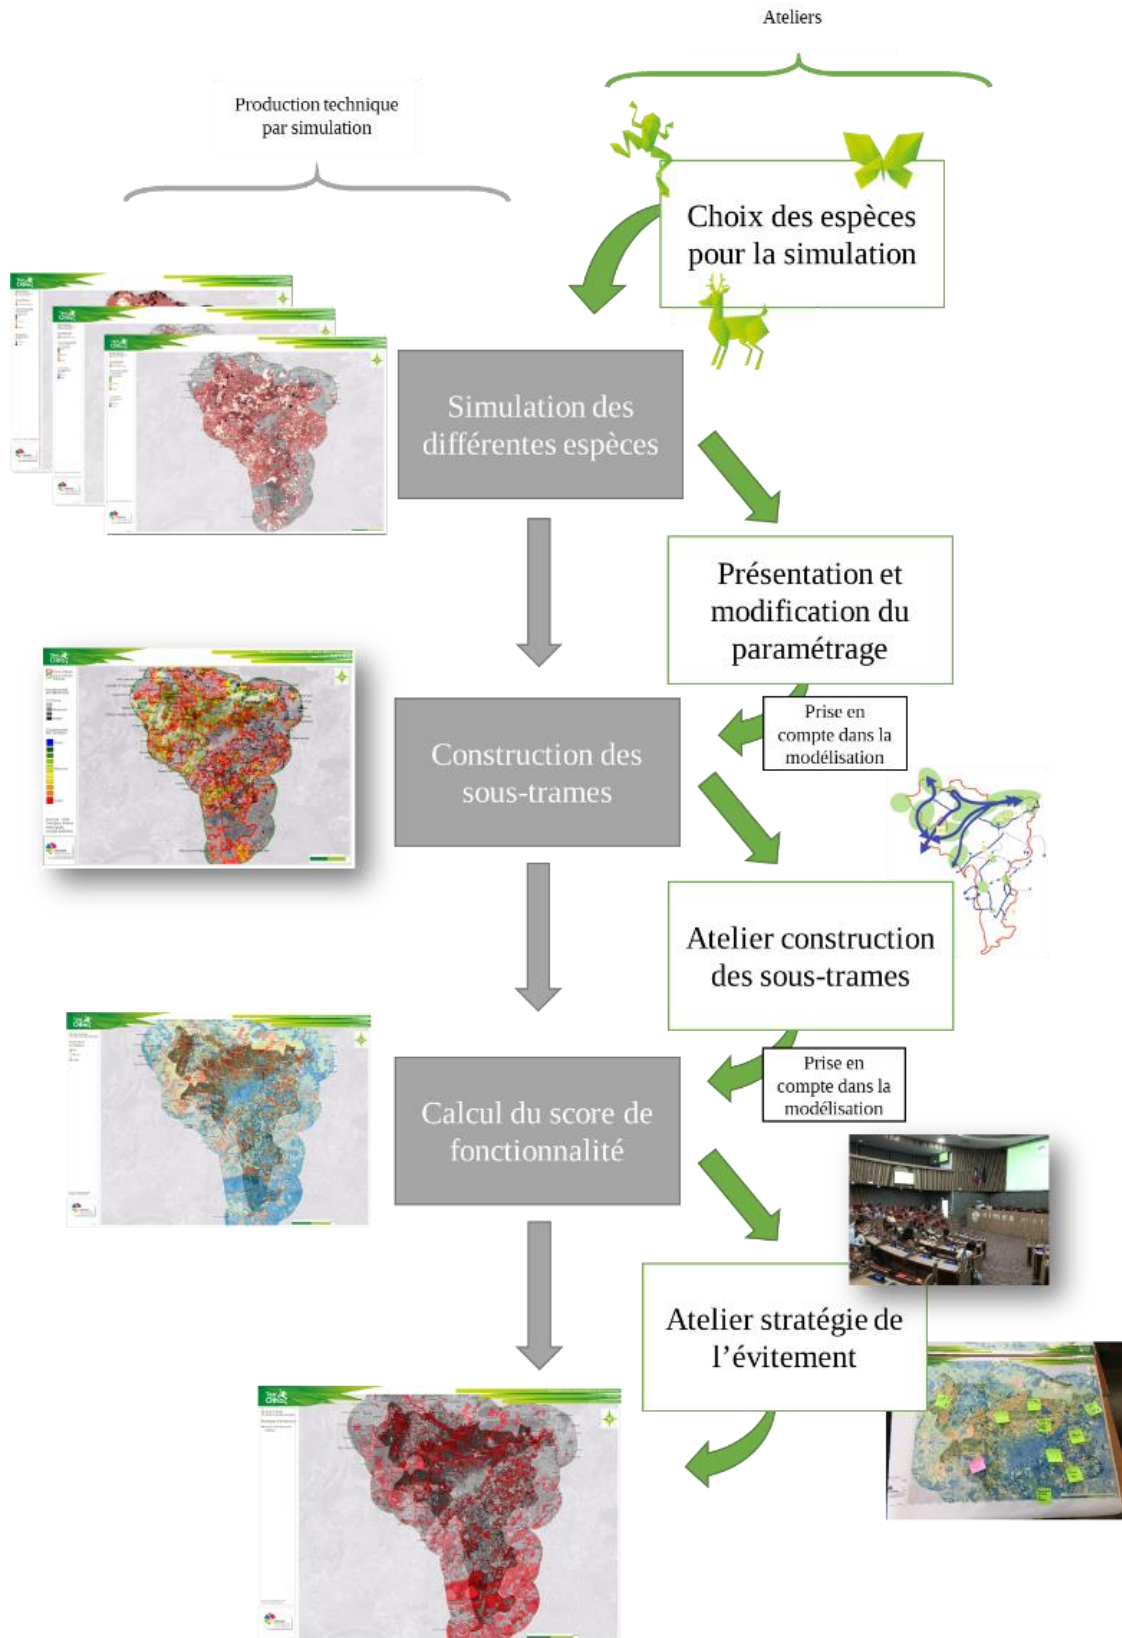 Ateliers
Production technique
par simulation
Choix des espèces
pour la simulation
Simulation des
différentes espèces
Présentation et
modification du
paramétrage
Prise en
compte dans la
modélisation
Construction des
sous-trames
Atelier construction
des sous-trames
Prise en
compte dans la
modélisation
Calcul du score de
fonctionnalité
Atelier stratégie de
l’évitement